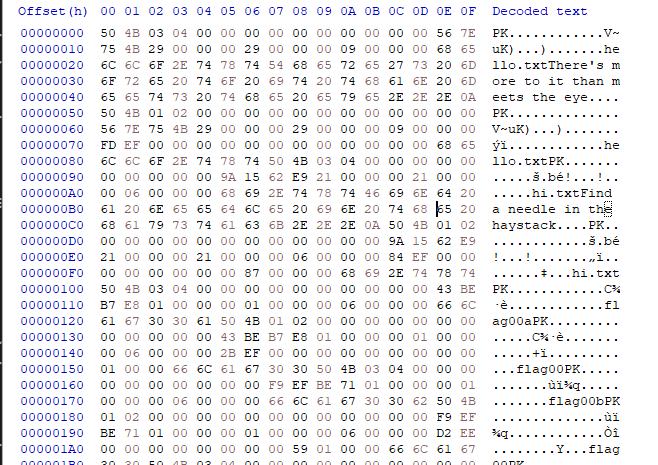 Offset(h) 00 01 02 03 04 05 06 07 08 09 0A 0B 0C 0D 0E 0F Decoded text
00000000 50 4B 03 04 00 00 00 00 00 00 00 00 00 00 56 7E PK............V~
00000010 75 4B 29 00 00 00 29 00 00 00 09 00 00 00 68 65 uK)...).......he
00000020 6C 6C 6F 2E 74 78 74 54 68 65 72 65 27 73 20 6D llo.txtThere's m
00000030 6F 72 65 20 74 6F 20 69 74 20 74 68 61 6E 20 6D ore to it than m
00000040 65 65 74 73 20 74 68 65 20 65 79 65 2E 2E 2E 0A eets the eye....
00000050 50 4B 01 02 00 00 00 00 00 00 00 00 00 00 00 00 PK..............
00000060 56 7E 75 4B 29 00 00 00 29 00 00 00 09 00 00 00 V~uK)...).......
00000070 FD EF 00 00 00 00 00 00 00 00 00 00 00 00 68 65 ýï............he
00000080 6C 6C 6F 2E 74 78 74 50 4B 03 04 00 00 00 00 00 llo.txtPK.......
00000090 00 00 00 00 00 9A 15 62 E9 21 00 00 00 21 00 00 .....š.bé!...!..
000000A0 00 06 00 00 00 68 69 2E 74 78 74 46 69 6E 64 20 .....hi.txtFind
000000B0 61 20 6E 65 65 64 6C 65 20 69 6E 20 74 68 65 20 a needle in the
000000C0 68 61 79 73 74 61 63 6B 2E 2E 2E 0A 50 4B 01 02 haystack....PK..
000000D0 00 00 00 00 00 00 00 00 00 00 00 00 9A 15 62 E9 ............š.bé
000000E0 21 00 00 00 21 00 00 00 06 00 00 00 84 EF 00 00 !...!.......„ï..
000000F0 00 00 00 00 00 00 87 00 00 00 68 69 2E 74 78 74 ......‡...hi.txt
00000100 50 4B 03 04 00 00 00 00 00 00 00 00 00 00 43 BE PK............C¾
00000110 B7 E8 01 00 00 00 01 00 00 00 06 00 00 00 66 6C ·è............fl
00000120 61 67 30 30 61 50 4B 01 02 00 00 00 00 00 00 00 ag00aPK.........
00000130 00 00 00 00 00 43 BE B7 E8 01 00 00 00 01 00 00 .....C¾·è.......
00000140 00 06 00 00 00 2B EF 00 00 00 00 00 00 00 00 00 .....+ï.........
00000150 01 00 00 66 6C 61 67 30 30 50 4B 03 04 00 00 00 ...flag00PK.....
00000160 00 00 00 00 00 00 00 F9 EF BE 71 01 00 00 00 01 .......ùï¾q.....
00000170 00 00 00 06 00 00 00 66 6C 61 67 30 30 62 50 4B .......flag00bPK
00000180 01 02 00 00 00 00 00 00 00 00 00 00 00 00 F9 EF ..............ùï
00000190 BE 71 01 00 00 00 01 00 00 00 06 00 00 00 D2 EE ¾q............Òî
000001A0 00 00 00 00 00 00 00 00 59 01 00 00 66 6C 61 67 ........Y...flag